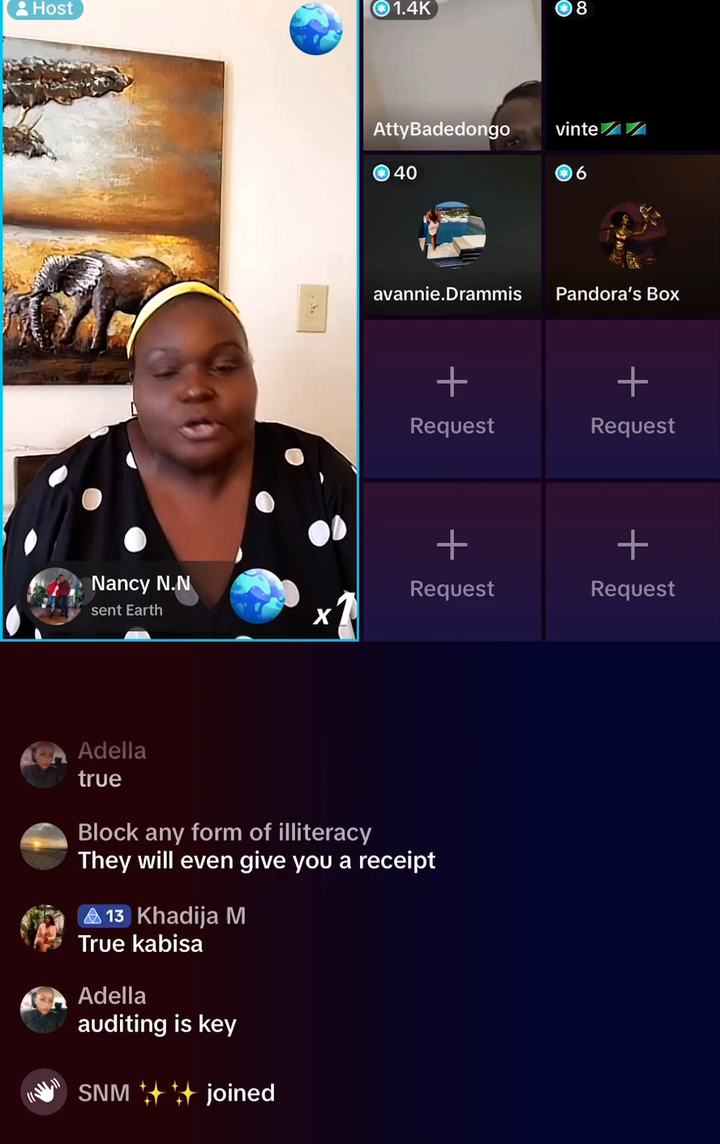 Host
1.4K
AttyBadedongo
8
vinte
40
avannie.Drammis
6
Pandora's Box
Request
Request
Request
Request
Nancy N.N
sent Earth
x1
Adella
true
Block any form of illiteracy
They will even give you a receipt
13 Khadija M
True kabisa
Adella
auditing is key
SNM ✨✨ joined